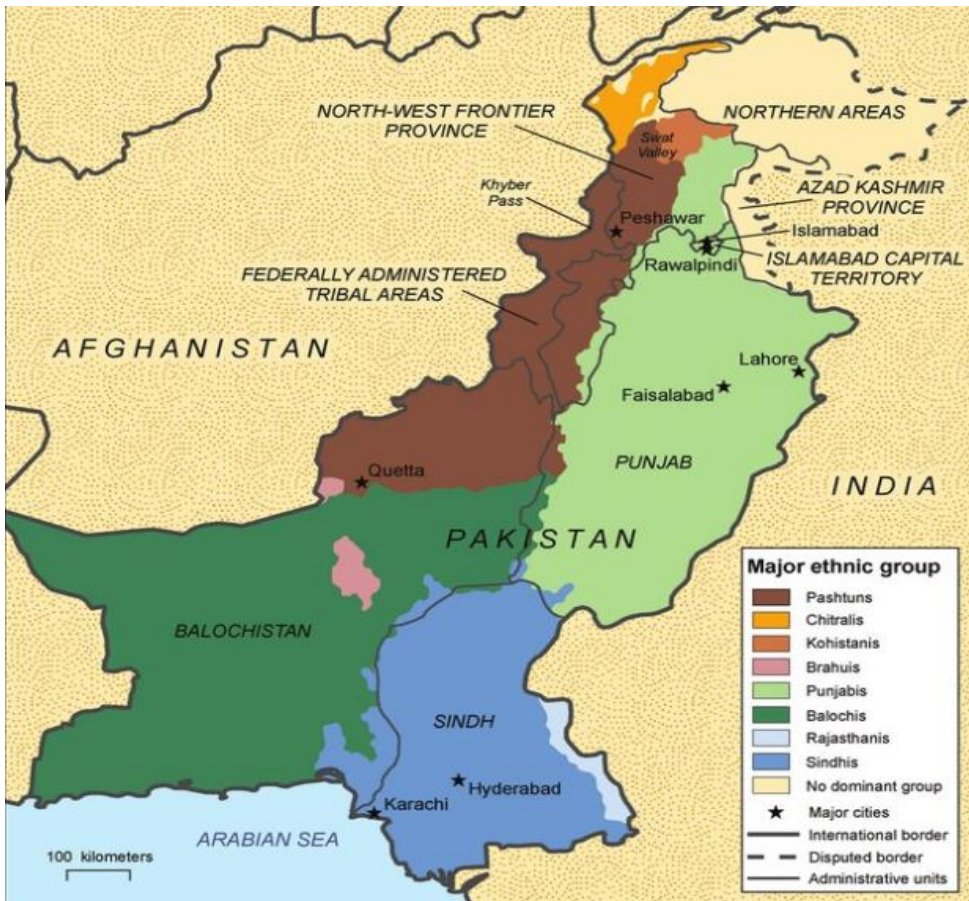 NORTHERN AREAS
NORTH-WEST FRONTIER
PROVINCE
Swat
Valley
Khyber
Pass
AZAD KASHMIR
PROVINCE
Peshawar
Islamabad
Rawalpindi
ISLAMABAD CAPITAL
TERRITORY
FEDERALLY ADMINISTERED
TRIBAL AREAS
AFGHANISTAN
Lahore
Faisalabad
PUNJAB
Quetta
INDIA
PAKISTAN
BALOCHISTAN
SINDH
Hyderabad
Karachi
ARABIAN SEA
100 kilometers
Major ethnic group
Pashtuns
Chitralis
Kohistanis
Brahuis
Punjabis
Balochis
Rajasthanis
Sindhis
No dominant group
Major cities
International border
Disputed border
Administrative units